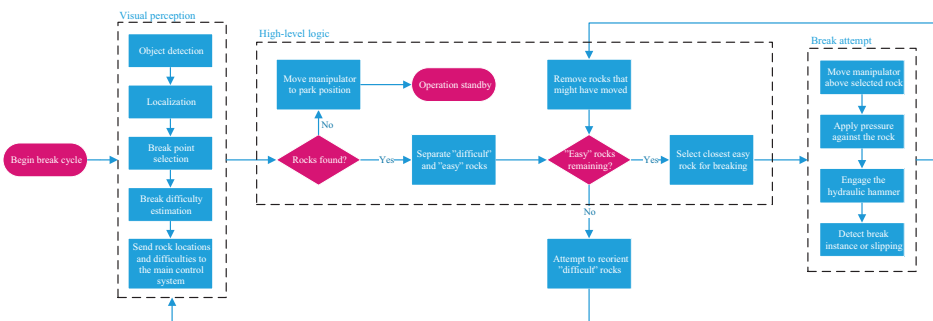 Visual perception
Object detection
Localization
Break point
selection
Break difficulty
estimation
Send rock locations
and difficulties to
the main control
system
Begin break cycle
High-level logic
Move manipulator
to park position
Operation standby
No
Rocks found?
Yes
Separate "difficult"
and "easy" rocks
Remove rocks that
might have moved
"Easy" rocks
remaining?
Yes
Select closest easy
rock for breaking
No
Attempt to reorient
"difficult" rocks
Break attempt
Move manipulator
above selected rock
Apply pressure
against the rock
Engage the
hydraulic hammer
Detect break
instance or slipping